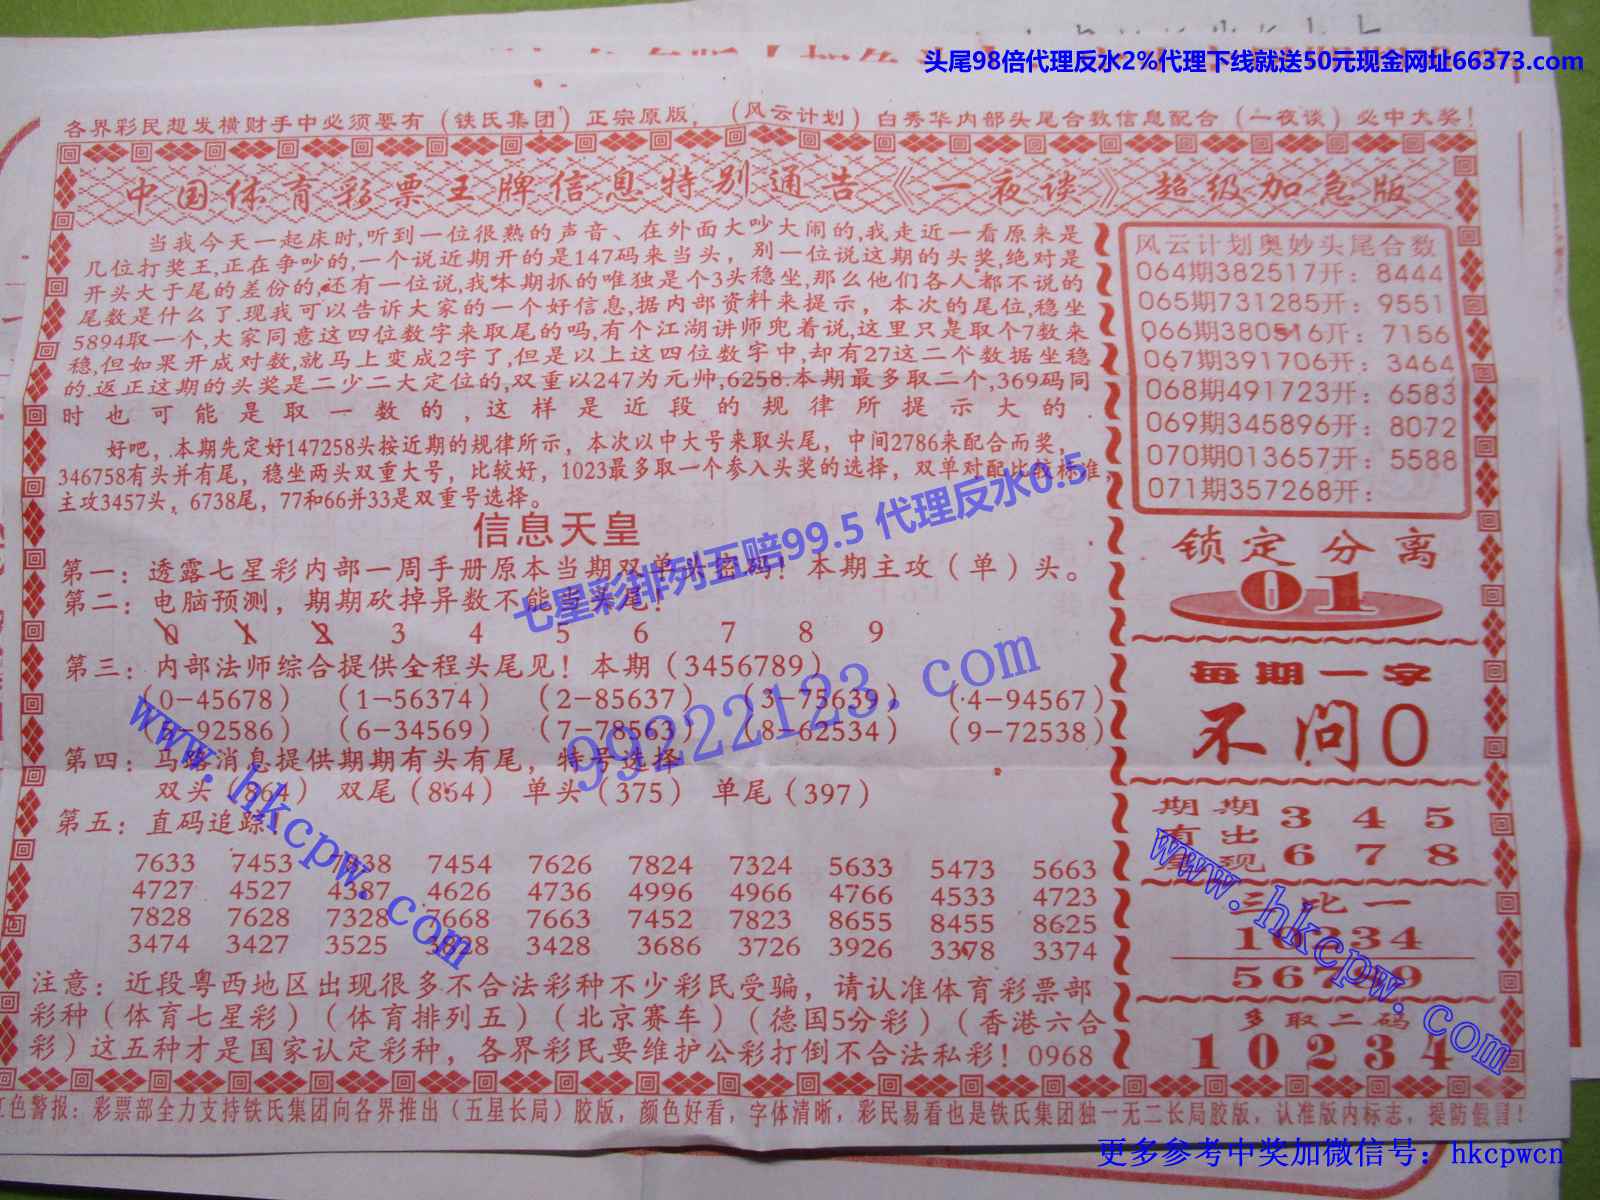 头尾98倍代理反水2%代理下线就送50元现金网址66373.com
各界彩民想发横财手中必须要有（铁氏集团）正宗原版，（风云计划）白秀华内部头尾合数信息配合（一夜谈）必中大奖！
中国体育彩票王牌信息特别通告《一夜谈》超级加急版
当我今天一起床时,听到一位很熟的声音、在外面大吵大闹的,我走近一看原来是
几位打奖王,正在争吵的,一个说近期开的是147码来当头，别一位说这期的头奖,绝对是
开头大于尾的差份的,还有一位说,我本期抓的唯独是个3头稳坐,那么他们各人都不说的
尾数是什么了.现我可以告诉大家的一个好信息,据内部资料来提示，本次的尾位,稳坐
5894取一个,大家同意这四位数字来取尾的吗,有个江湖讲师兜着说,这里只是取个7数来
稳,但如果开成对数,就马上变成2字了,但是以上这四位数字中,却有27这二个数据坐稳
的.返正这期的头奖是二少二大定位的,双重以247为元帅,6258.本期最多取二个,369码同
时也可能是取一数的,这样是近段的规律所提示大的.
好吧，本期先定好147258头按近期的规律所示，本次以中大号来取头尾，中间2786来配合而奖，
346758有头并有尾，稳坐两头双重大号，比较好，1023最多取一个参入头奖的选择，双单对配比较标准，
主攻3457头，6738尾，77和66并33是双重号选择。
信息天皇
第一：透露七星彩内部一周手册原本当期双单头密码！本期主攻（单）头。
第二：电脑预测，期期砍掉异数不能当头尾！
0 1 2 3 4 5 6 7 8 9
第三：内部法师综合提供全程头尾见！本期（3456789）
（0-45678）（1-56374）（2-85637）（3-75639）（4-94567）
（5-92586）（6-34569）（7-78563）（8-62534）（9-72538）
第四：马路消息提供期期有头有尾，特号选择
双头（864） 双尾（864） 单头（375） 单尾（397）
第五：直码追踪：
7633 7453 7838 7454 7626 7824 7324 5633 5473 5663
4727 4527 4387 4626 4736 4996 4966 4766 4533 4723
7828 7628 7328 7668 7663 7452 7823 8655 8455 8625
3474 3427 3525 3828 3428 3686 3726 3926 3378 3374
注意：近段粤西地区出现很多不合法彩种不少彩民受骗，请认准体育彩票部
彩种（体育七星彩）（体育排列五）（北京赛车）（德国5分彩）（香港六合
彩）这五种才是国家认定彩种，各界彩民要维护公彩打倒不合法私彩！0968
风云计划奥妙头尾合数
064期382517开：8444
065期731285开：9551
066期380516开：7156
067期391706开：3464
068期491723开：6583
069期345896开：8072
070期013657开：5588
071期357268开：
锁定分离
01
每期一字
不问0
期期 3 4 5
有出
现 6 7 8
三比一
10234
56789
多取二码
10234
红色警报：彩票部全力支持铁氏集团向各界推出（五星长局）胶版，颜色好看，字体清晰，彩民易看也是铁氏集团独一无二长局胶版，认准版内标志，提防假冒！
七星彩排列五赔99.5 代理反水0.5
99222123.com
www.hkcpw.com
www.hkcpw.com
更多参考中奖加微信号：hkcpwcn